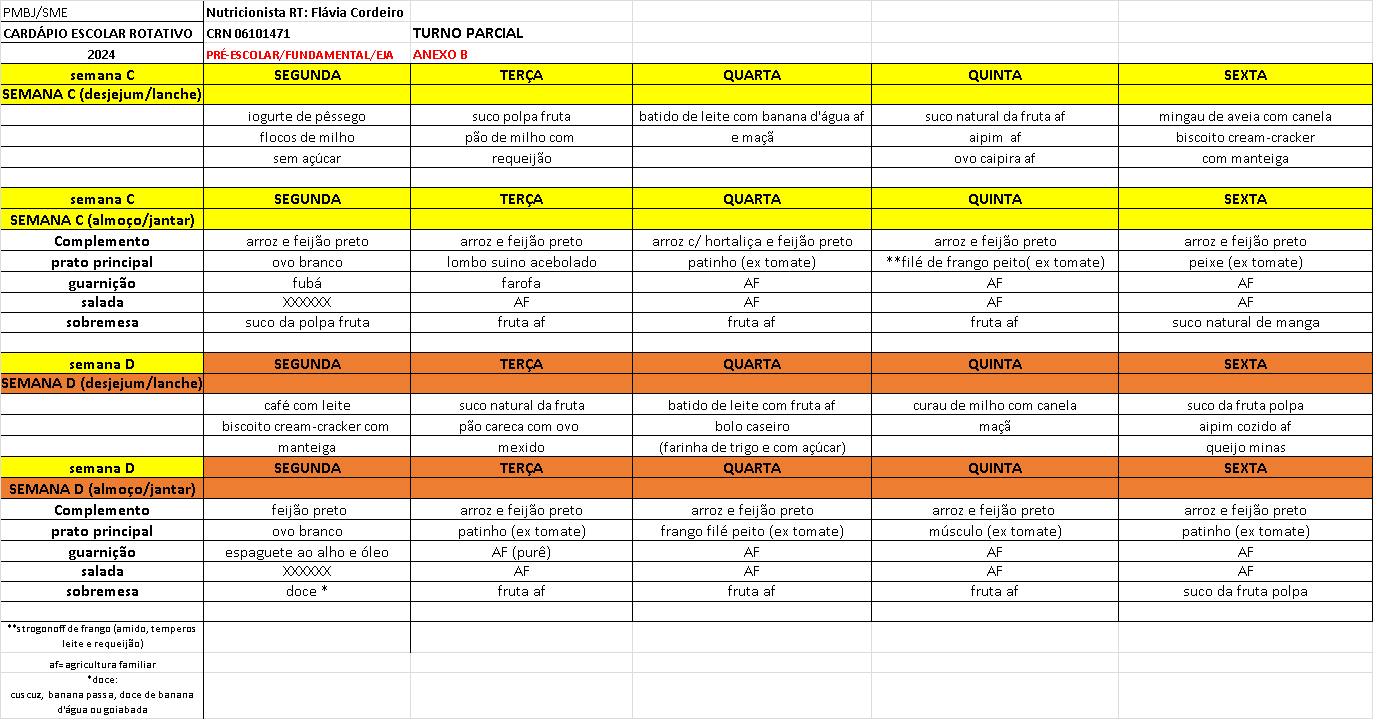 PMBJ/SME Nutricionista RT: Flávia Cordeiro
CARDÁPIO ESCOLAR ROTATIVO CRN 06101471 TURNO PARCIAL
2024 PRÉ-ESCOLAR/FUNDAMENTAL/EJA ANEXO B
semana C SEGUNDA TERÇA QUARTA QUINTA SEXTA
SEMANA C (desjejum/lanche)
iogurte de pêssego suco polpa fruta batido de leite com banana d'água af suco natural da fruta af mingau de aveia com canela
flocos de milho pão de milho com e maçã aipim af biscoito cream-cracker
sem açúcar requeijão ovo caipira af com manteiga
semana C SEGUNDA TERÇA QUARTA QUINTA SEXTA
SEMANA C (almoço/jantar)
Complemento arroz e feijão preto arroz e feijão preto arroz c/ hortaliça e feijão preto arroz e feijão preto arroz e feijão preto
prato principal ovo branco lombo suino acebolado patinho (ex tomate) **filé de frango peito( ex tomate) peixe (ex tomate)
guarnição fubá farofa AF AF AF
salada XXXXXX AF AF AF AF
sobremesa suco da polpa fruta fruta af fruta af fruta af suco natural de manga
semana D SEGUNDA TERÇA QUARTA QUINTA SEXTA
SEMANA D (desjejum/lanche)
café com leite suco natural da fruta batido de leite com fruta af curau de milho com canela suco da fruta polpa
biscoito cream-cracker com pão careca com ovo bolo caseiro maçã aipim cozido af
manteiga mexido (farinha de trigo e com açúcar) queijo minas
semana D SEGUNDA TERÇA QUARTA QUINTA SEXTA
SEMANA D (almoço/jantar)
Complemento feijão preto arroz e feijão preto arroz e feijão preto arroz e feijão preto arroz e feijão preto
prato principal ovo branco patinho (ex tomate) frango filé peito (ex tomate) músculo (ex tomate) patinho (ex tomate)
guarnição espaguete ao alho e óleo AF (purê) AF AF AF
salada XXXXXX AF AF AF AF
sobremesa doce * fruta af fruta af fruta af suco da fruta polpa
**strogonoff de frango (amido, temperos
leite e requeijão)
af= agricultura familiar
*doce:
cuscuz, banana passa, doce de banana
d'água ou goiabada